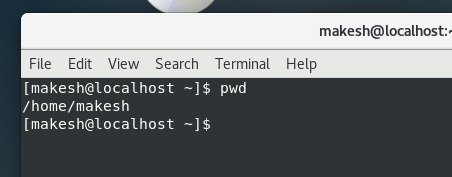 makesh@localhost:~
File Edit View Search Terminal Help
[makesh@localhost ~]$ pwd
/home/makesh
[makesh@localhost ~]$